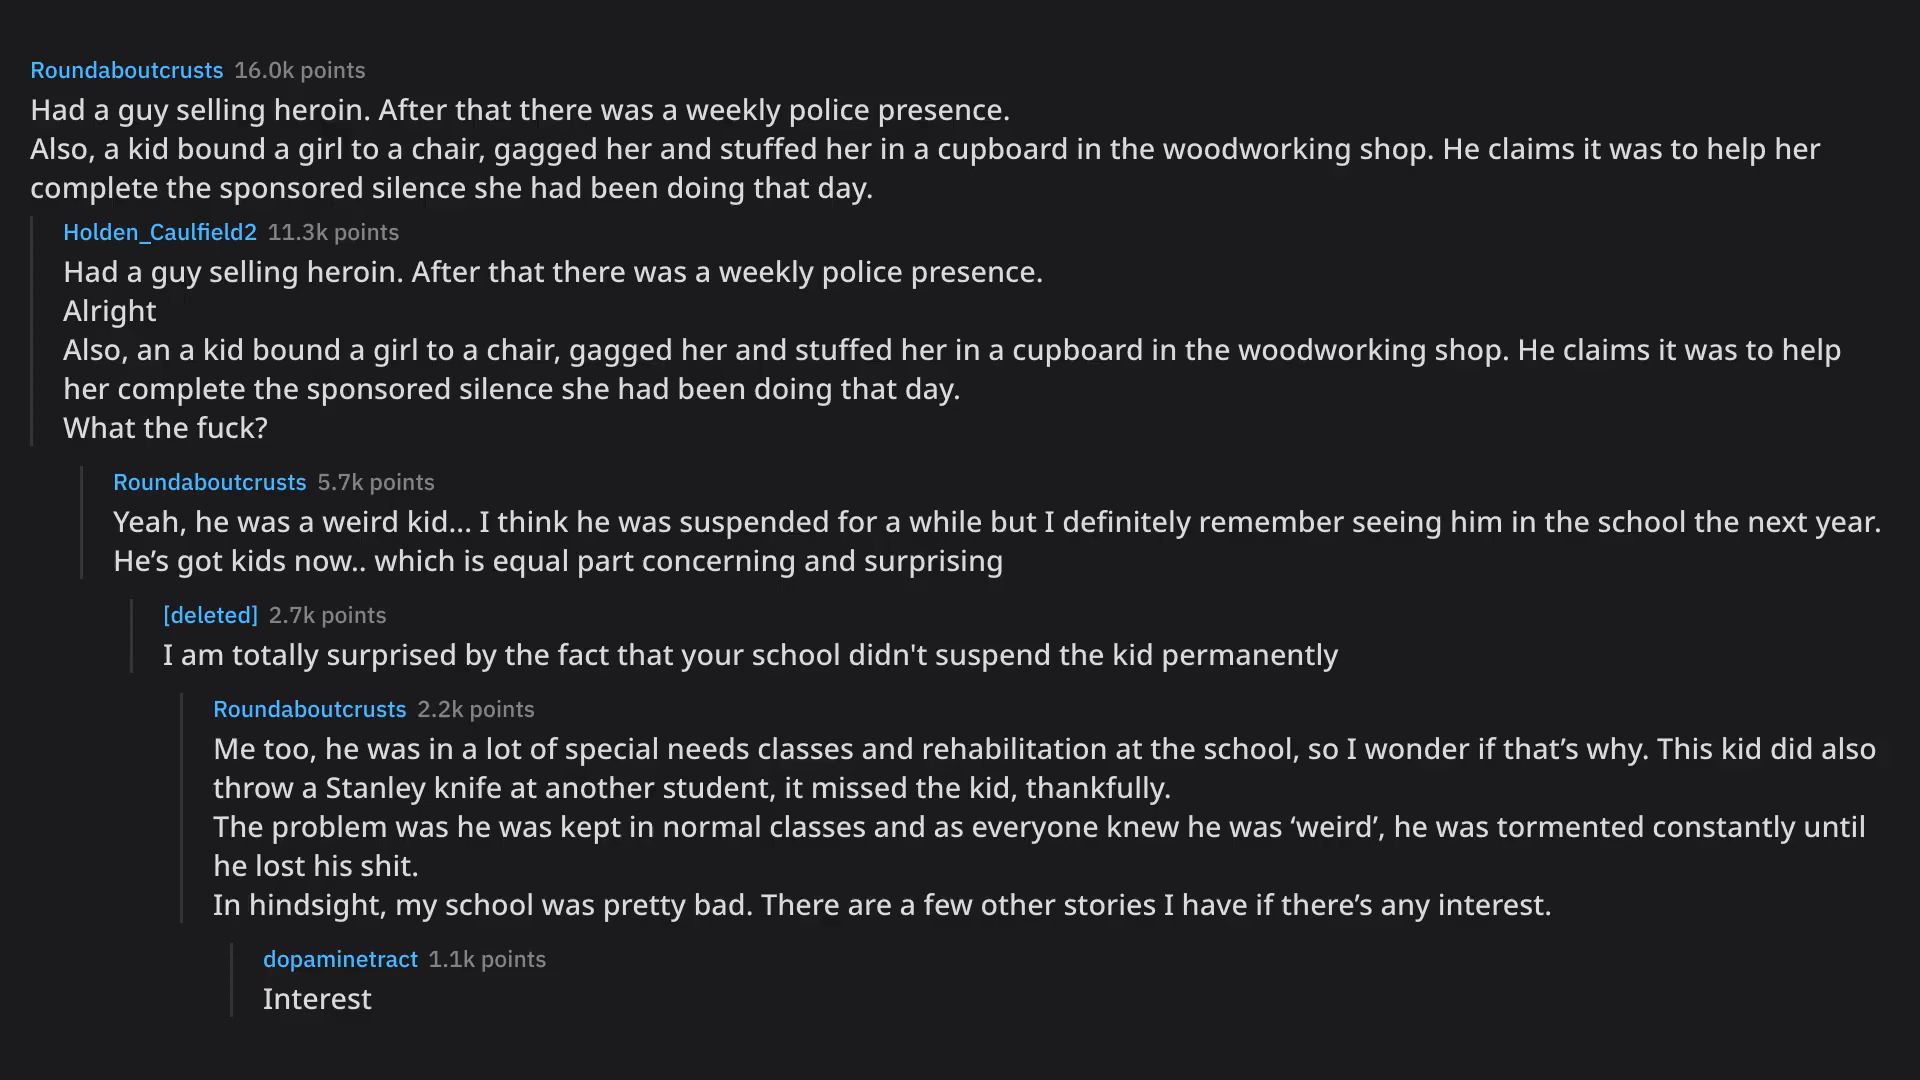 Roundaboutcrusts 16.0k points
Had a guy selling heroin. After that there was a weekly police presence.
Also, a kid bound a girl to a chair, gagged her and stuffed her in a cupboard in the woodworking shop. He claims it was to help her
complete the sponsored silence she had been doing that day.
Holden_Caulfield2 11.3k points
Had a guy selling heroin. After that there was a weekly police presence.
Alright
Also, an a kid bound a girl to a chair, gagged her and stuffed her in a cupboard in the woodworking shop. He claims it was to help
her complete the sponsored silence she had been doing that day.
What the fuck?
Roundaboutcrusts 5.7k points
Yeah, he was a weird kid... I think he was suspended for a while but I definitely remember seeing him in the school the next year.
He’s got kids now.. which is equal part concerning and surprising
[deleted] 2.7k points
I am totally surprised by the fact that your school didn't suspend the kid permanently
Roundaboutcrusts 2.2k points
Me too, he was in a lot of special needs classes and rehabilitation at the school, so I wonder if that’s why. This kid did also
throw a Stanley knife at another student, it missed the kid, thankfully.
The problem was he was kept in normal classes and as everyone knew he was ‘weird’, he was tormented constantly until
he lost his shit.
In hindsight, my school was pretty bad. There are a few other stories I have if there’s any interest.
dopaminetract 1.1k points
Interest